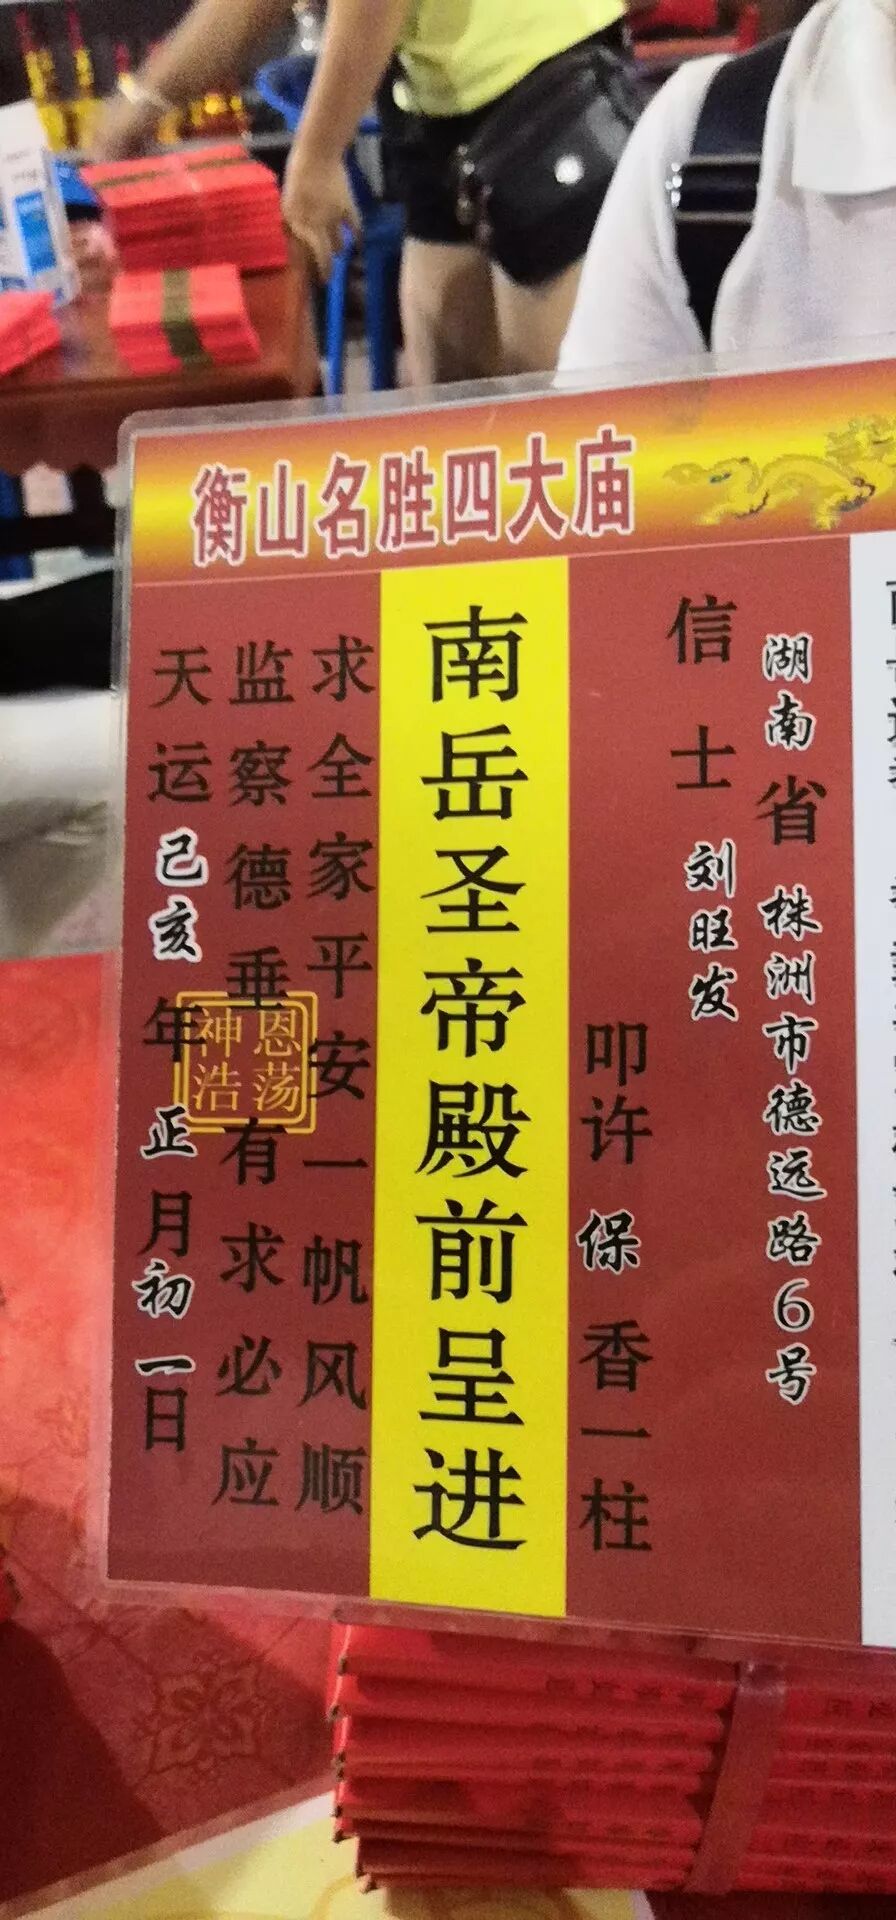 衡山名胜四大庙
湖南省株洲市德远路6号
信士刘旺发
叩许保香一柱
南岳圣帝殿前呈进
求全家平安一帆风顺
监察德垂有求必应
天运己亥年正月初一日
神恩
浩荡